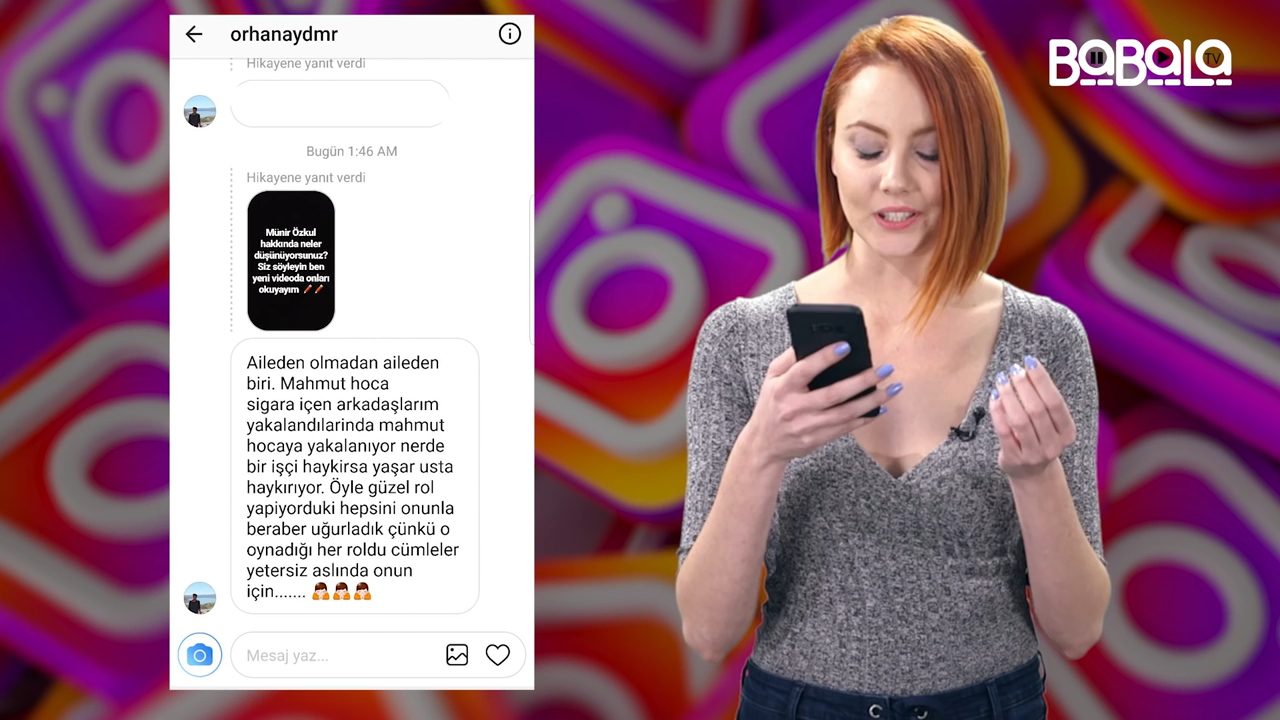 orhanaydmr
BaBaLa
TV
Hikayene yanıt verdi
Bugün 1:46 AM
Hikayene yanıt verdi
Münir Özkul
hakkında neler
düşünüyorsunuz?
Siz söyleyin ben
yeni videoda onları
okuyayım 🥕🥕
Aileden olmadan aileden
biri. Mahmut hoca
sigara içen arkadaşlarım
yakalandılarinda mahmut
hocaya yakalanıyor nerde
bir işçi haykirsa yaşar usta
haykırıyor. Öyle güzel rol
yapiyorduki hepsini onunla
beraber uğurladık çünkü o
oynadığı her roldu cümleler
yetersiz aslında onun
için....... 🙇🙇🙇
Mesaj yaz...